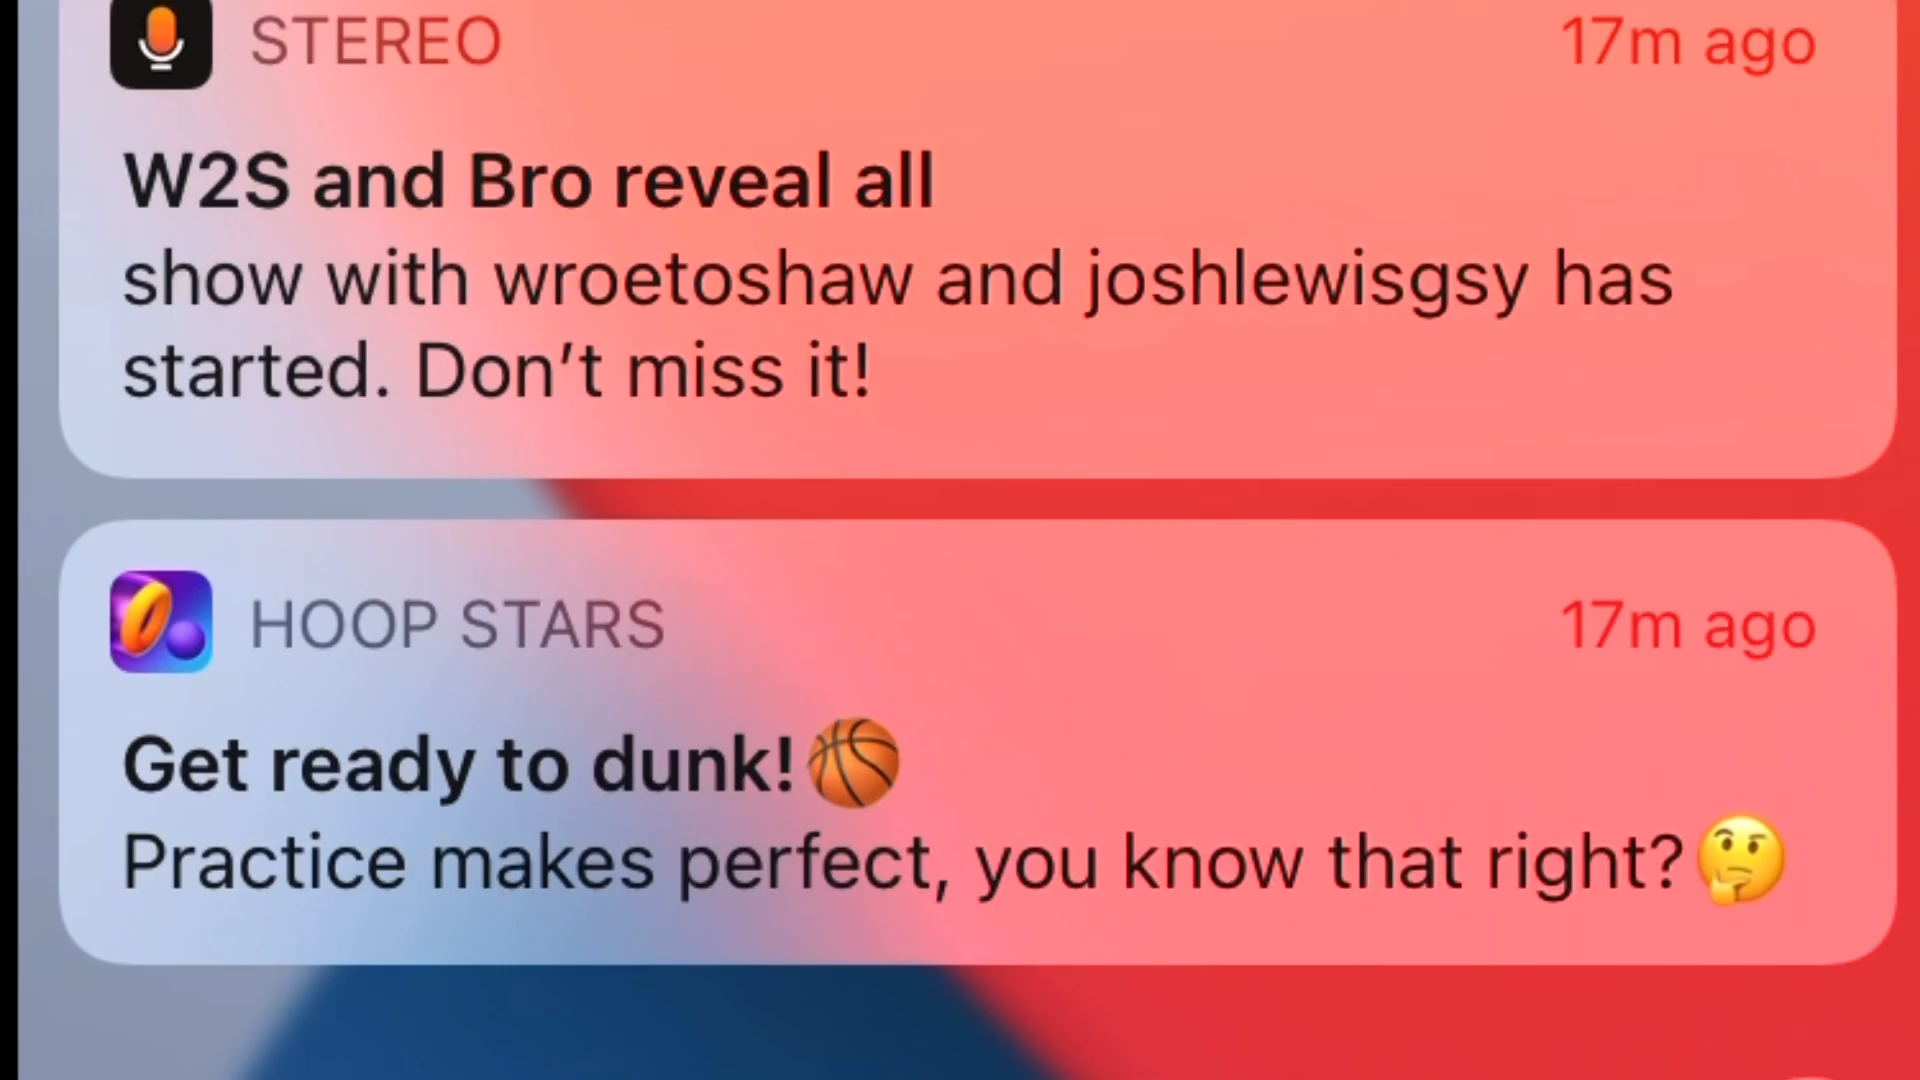 STEREO 17m ago
W2S and Bro reveal all
show with wroetoshaw and joshlewisgsy has
started. Don’t miss it!
HOOP STARS 17m ago
Get ready to dunk!🏀
Practice makes perfect, you know that right?🤔